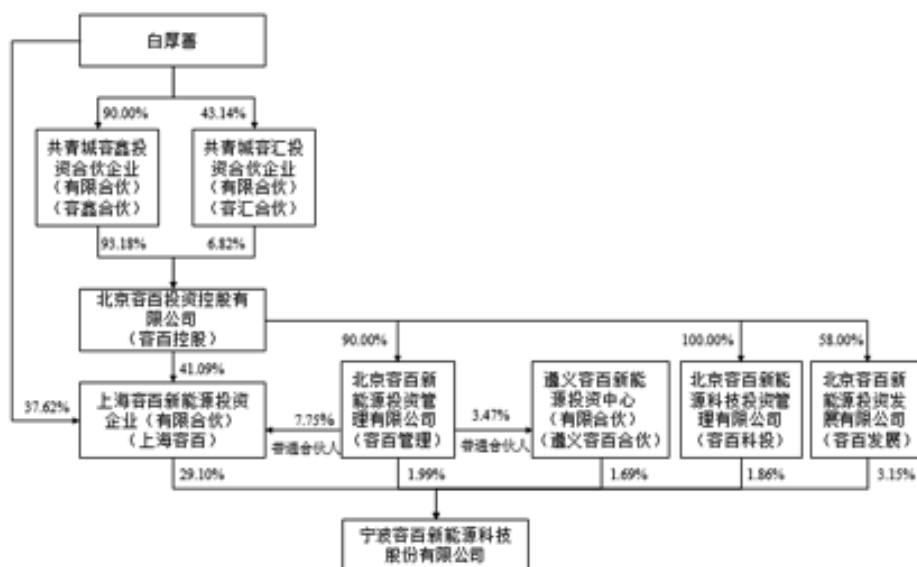 白厚善
90.00%
43.14%
共青城容鑫投
资合伙企业
(有限合伙)
(容鑫合伙)
共青城容汇投
资合伙企业
(有限合伙)
(容汇合伙)
93.18%
6.82%
北京容百投资控股有
限公司
(容百控股)
41.09%
90.00%
100.00%
58.00%
37.62%
上海容百新能源投资
企业(有限合伙)
(上海容百)
7.75%
普通合伙人
北京容百新
能源投资管
理有限公司
(容百管理)
3.47%
普通合伙人
遵义容百新能
源投资中心
(有限合伙)
(遵义容百合伙)
北京容百新能
源科技投资管
理有限公司
(容百科投)
北京容百新
能源投资发
展有限公司
(容百发展)
29.10%
1.99%
1.69%
1.86%
3.15%
宁波容百新能源科技
股份有限公司